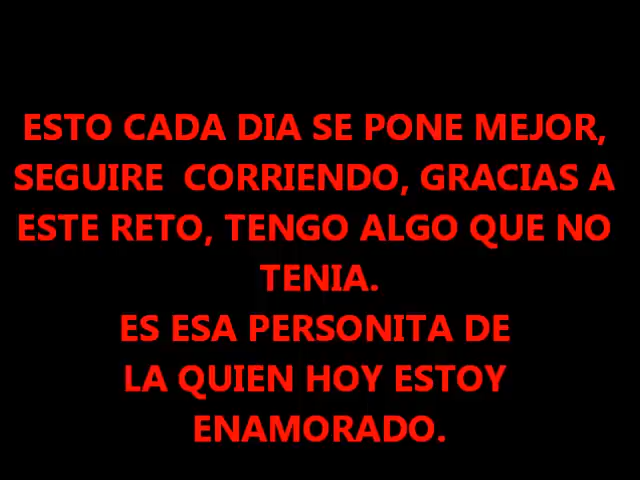 ESTO CADA DIA SE PONE MEJOR,
SEGUIRE  CORRIENDO, GRACIAS A
ESTE RETO, TENGO ALGO QUE NO
TENIA.
ES ESA PERSONITA DE
LA QUIEN HOY ESTOY
ENAMORADO.